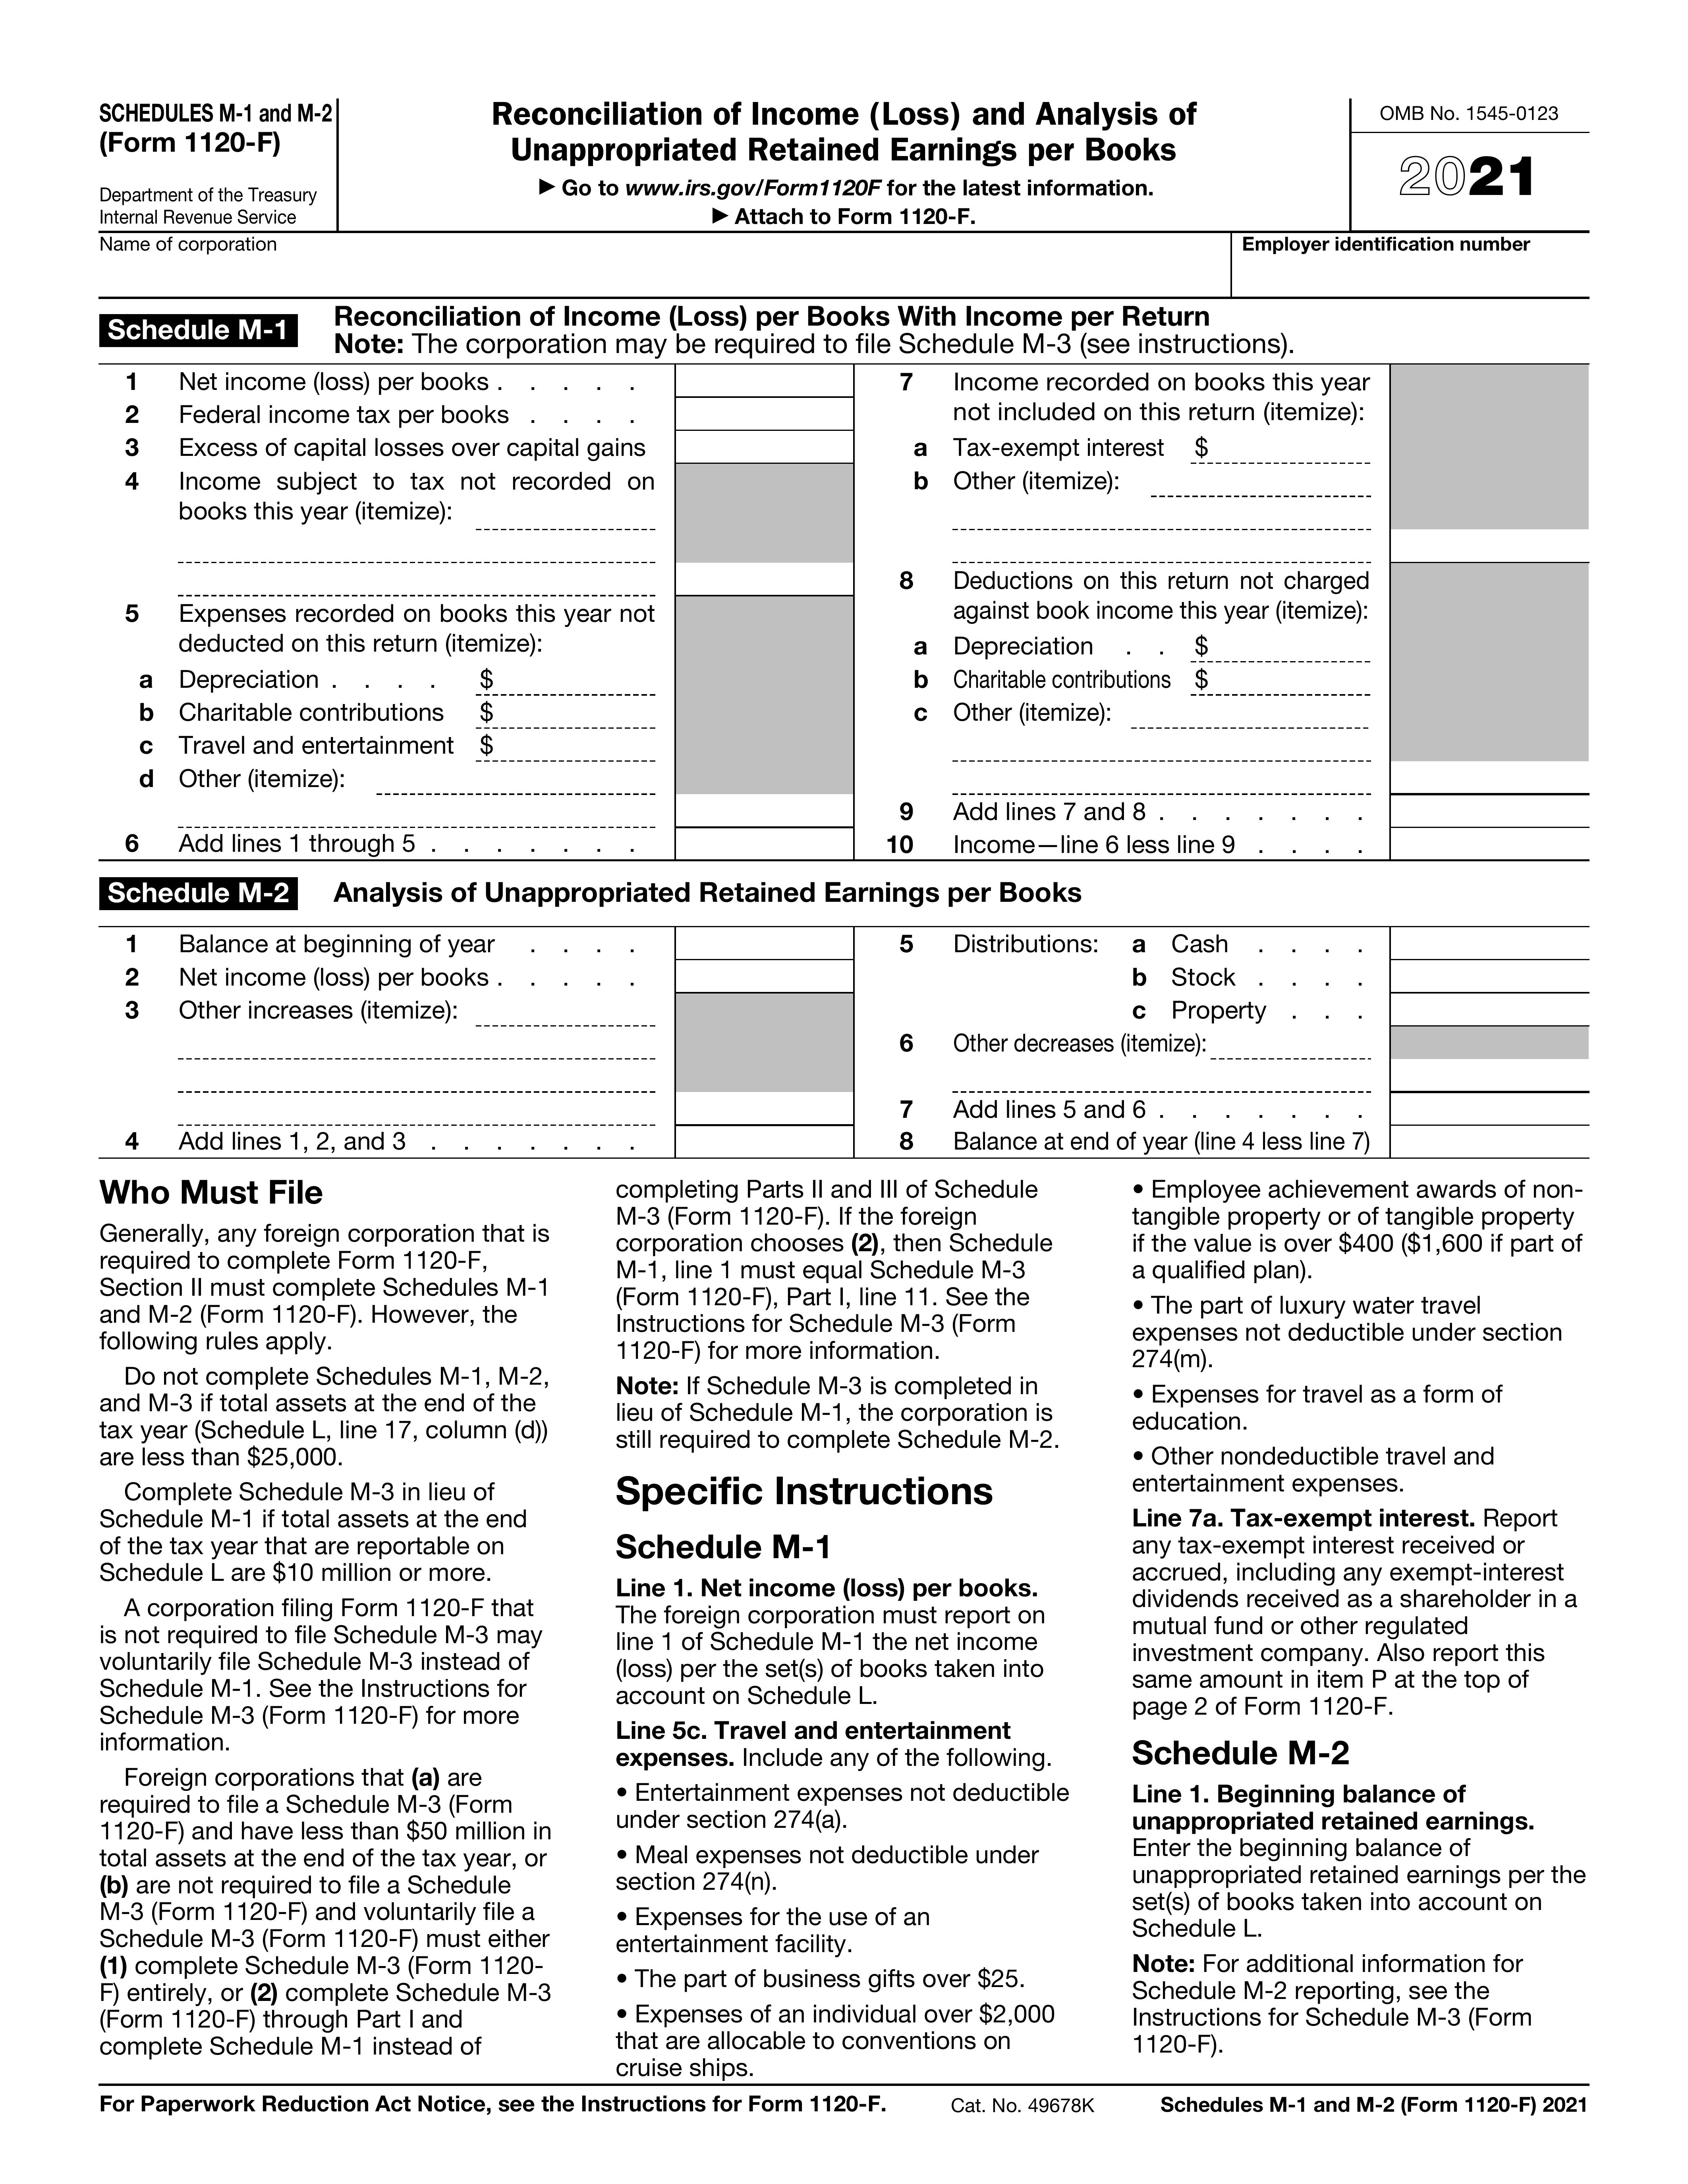 SCHEDULES M-1 and M-2
(Form 1120-F)
Department of the Treasury
Internal Revenue Service
Reconciliation of Income (Loss) and Analysis of
Unappropriated Retained Earnings per Books
▶ Go to www.irs.gov/Form1120F for the latest information.
▶ Attach to Form 1120-F.
OMB No. 1545-0123
2021
Name of corporation
Employer identification number
Schedule M-1
Reconciliation of Income (Loss) per Books With Income per Return
Note: The corporation may be required to file Schedule M-3 (see instructions).
1 Net income (loss) per books . . . . .
2 Federal income tax per books . . . .
3 Excess of capital losses over capital gains
4 Income subject to tax not recorded on
books this year (itemize):
5 Expenses recorded on books this year not
deducted on this return (itemize):
a Depreciation . . . . $
b Charitable contributions $
c Travel and entertainment $
d Other (itemize):
6 Add lines 1 through 5 . . . . . . .
7 Income recorded on books this year
not included on this return (itemize):
a Tax-exempt interest $
b Other (itemize):
8 Deductions on this return not charged
against book income this year (itemize):
a Depreciation . . $
b Charitable contributions $
c Other (itemize):
9 Add lines 7 and 8 . . . . . . .
10 Income—line 6 less line 9 . . . .
Schedule M-2
Analysis of Unappropriated Retained Earnings per Books
1 Balance at beginning of year . . . .
2 Net income (loss) per books . . . . .
3 Other increases (itemize):
4 Add lines 1, 2, and 3 . . . . . . .
5 Distributions: a Cash . . . .
b Stock . . . .
c Property . . .
6 Other decreases (itemize):
7 Add lines 5 and 6 . . . . . . .
8 Balance at end of year (line 4 less line 7)
Who Must File
Generally, any foreign corporation that is
required to complete Form 1120-F,
Section II must complete Schedules M-1
and M-2 (Form 1120-F). However, the
following rules apply.
Do not complete Schedules M-1, M-2,
and M-3 if total assets at the end of the
tax year (Schedule L, line 17, column (d))
are less than $25,000.
Complete Schedule M-3 in lieu of
Schedule M-1 if total assets at the end
of the tax year that are reportable on
Schedule L are $10 million or more.
A corporation filing Form 1120-F that
is not required to file Schedule M-3 may
voluntarily file Schedule M-3 instead of
Schedule M-1. See the Instructions for
Schedule M-3 (Form 1120-F) for more
information.
Foreign corporations that (a) are
required to file a Schedule M-3 (Form
1120-F) and have less than $50 million in
total assets at the end of the tax year, or
(b) are not required to file a Schedule
M-3 (Form 1120-F) and voluntarily file a
Schedule M-3 (Form 1120-F) must either
(1) complete Schedule M-3 (Form 1120-
F) entirely, or (2) complete Schedule M-3
(Form 1120-F) through Part I and
complete Schedule M-1 instead of
completing Parts II and III of Schedule
M-3 (Form 1120-F). If the foreign
corporation chooses (2), then Schedule
M-1, line 1 must equal Schedule M-3
(Form 1120-F), Part I, line 11. See the
Instructions for Schedule M-3 (Form
1120-F) for more information.
Note: If Schedule M-3 is completed in
lieu of Schedule M-1, the corporation is
still required to complete Schedule M-2.
Specific Instructions
Schedule M-1
Line 1. Net income (loss) per books.
The foreign corporation must report on
line 1 of Schedule M-1 the net income
(loss) per the set(s) of books taken into
account on Schedule L.
Line 5c. Travel and entertainment
expenses. Include any of the following.
• Entertainment expenses not deductible
under section 274(a).
• Meal expenses not deductible under
section 274(n).
• Expenses for the use of an
entertainment facility.
• The part of business gifts over $25.
• Expenses of an individual over $2,000
that are allocable to conventions on
cruise ships.
• Employee achievement awards of non-
tangible property or of tangible property
if the value is over $400 ($1,600 if part of
a qualified plan).
• The part of luxury water travel
expenses not deductible under section
274(m).
• Expenses for travel as a form of
education.
• Other nondeductible travel and
entertainment expenses.
Line 7a. Tax-exempt interest. Report
any tax-exempt interest received or
accrued, including any exempt-interest
dividends received as a shareholder in a
mutual fund or other regulated
investment company. Also report this
same amount in item P at the top of
page 2 of Form 1120-F.
Schedule M-2
Line 1. Beginning balance of
unappropriated retained earnings.
Enter the beginning balance of
unappropriated retained earnings per the
set(s) of books taken into account on
Schedule L.
Note: For additional information for
Schedule M-2 reporting, see the
Instructions for Schedule M-3 (Form
1120-F).
For Paperwork Reduction Act Notice, see the Instructions for Form 1120-F.
Cat. No. 49678K
Schedules M-1 and M-2 (Form 1120-F) 2021